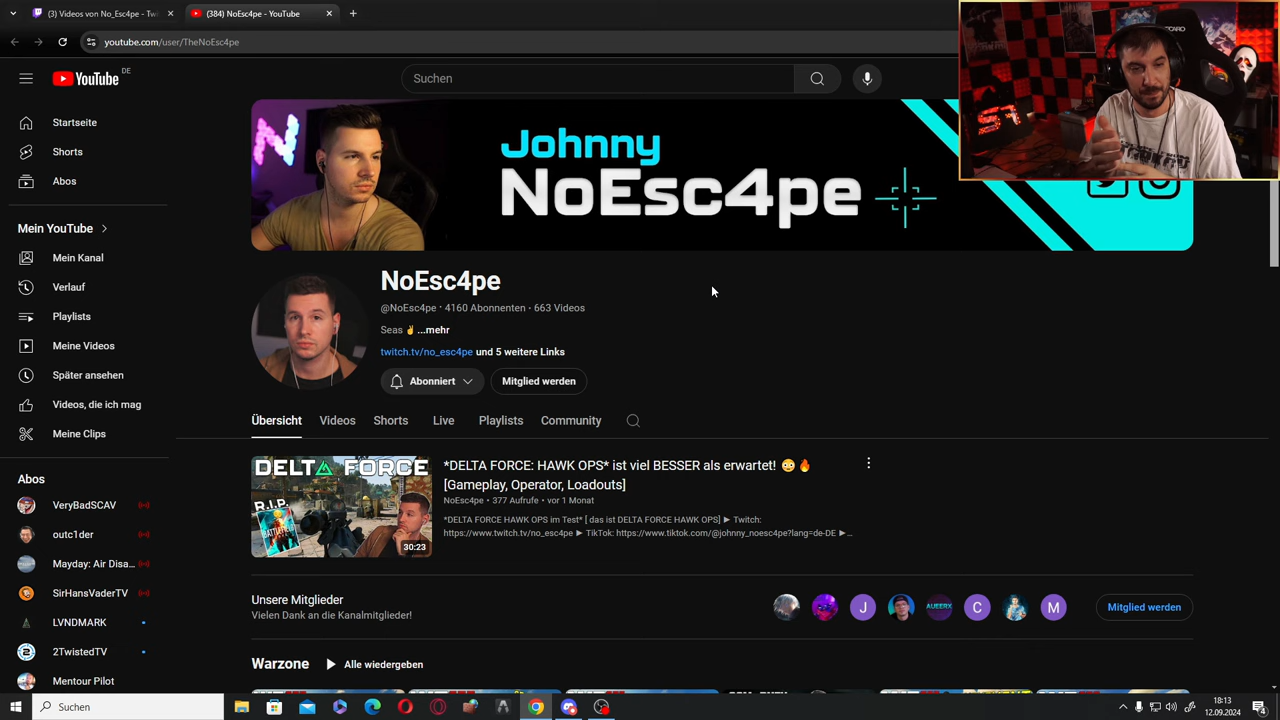 (3) Videos von No_Esc4pe - Twi
(384) NoEsc4pe - YouTube
youtube.com/user/TheNoEsc4pe
YouTube DE
Suchen
Johnny
NoEsc4pe
Startseite
Shorts
Abos
Mein YouTube
Mein Kanal
Verlauf
Playlists
Meine Videos
Später ansehen
Videos, die ich mag
Meine Clips
Abos
VeryBadSCAV
outc1der
Mayday: Air Disa...
SirHansVaderTV
LVNDMARK
2TwistedTV
Mentour Pilot
NoEsc4pe
@NoEsc4pe • 4160 Abonnenten • 663 Videos
Seas ✌ ...mehr
twitch.tv/no_esc4pe und 5 weitere Links
Abonniert
Mitglied werden
Übersicht Videos Shorts Live Playlists Community
DELTA FORCE
R.I.P.
30:23
*DELTA FORCE: HAWK OPS* ist viel BESSER als erwartet! 😳🔥
[Gameplay, Operator, Loadouts]
NoEsc4pe • 377 Aufrufe • vor 1 Monat
*DELTA FORCE HAWK OPS im Test* [ das ist DELTA FORCE HAWK OPS] ► Twitch:
https://www.twitch.tv/no_esc4pe ► TikTok: https://www.tiktok.com/@johnny_noesc4pe?lang=de-DE ►...
Unsere Mitglieder
Vielen Dank an die Kanalmitglieder!
J
AUEERX
C
M
Mitglied werden
Warzone
Alle wiedergeben
Suchen
18:13
12.09.2024
4